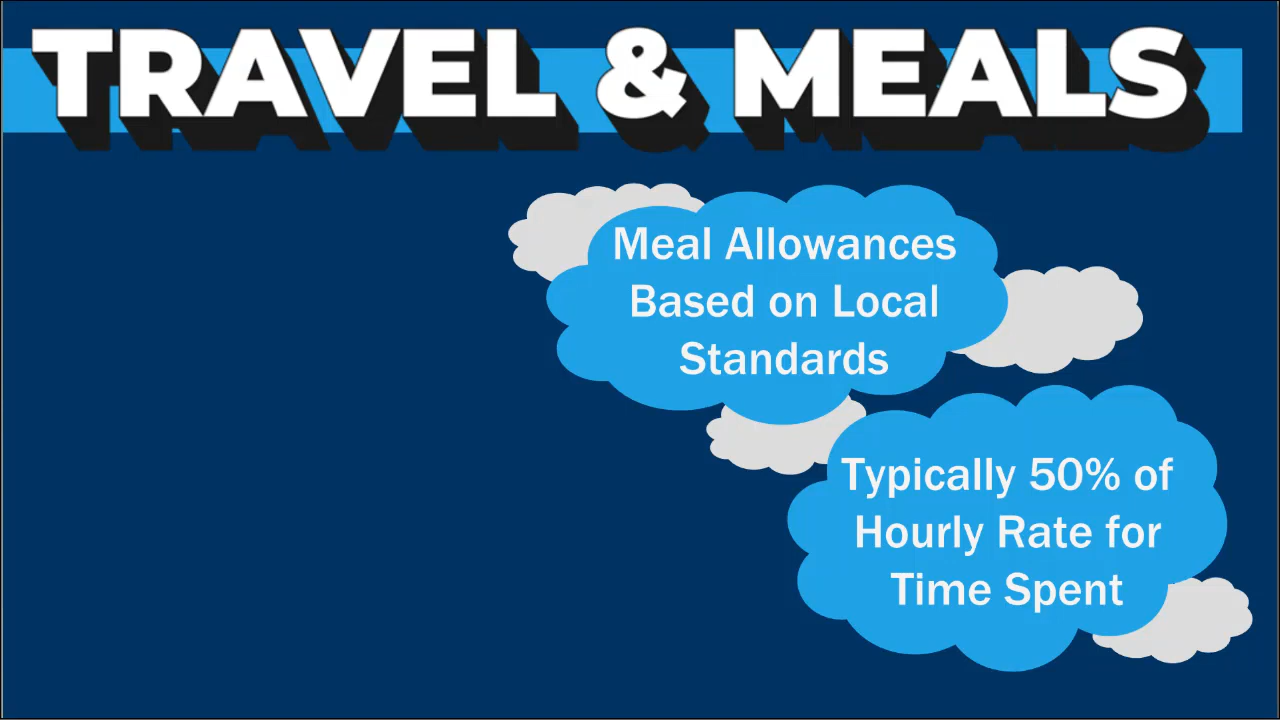 TRAVEL & MEALS
Meal Allowances
Based on Local
Standards
Typically 50% of
Hourly Rate for
Time Spent